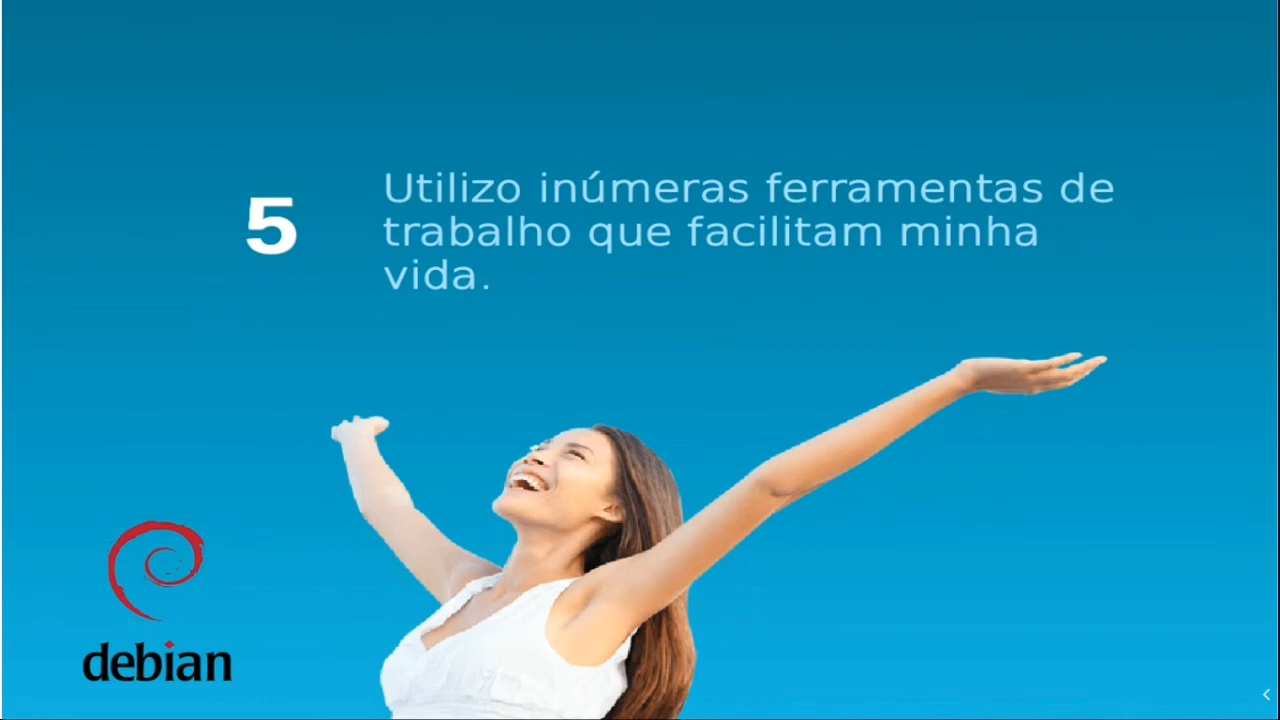 5
Utilizo inúmeras ferramentas de
trabalho que facilitam minha
vida.
debian